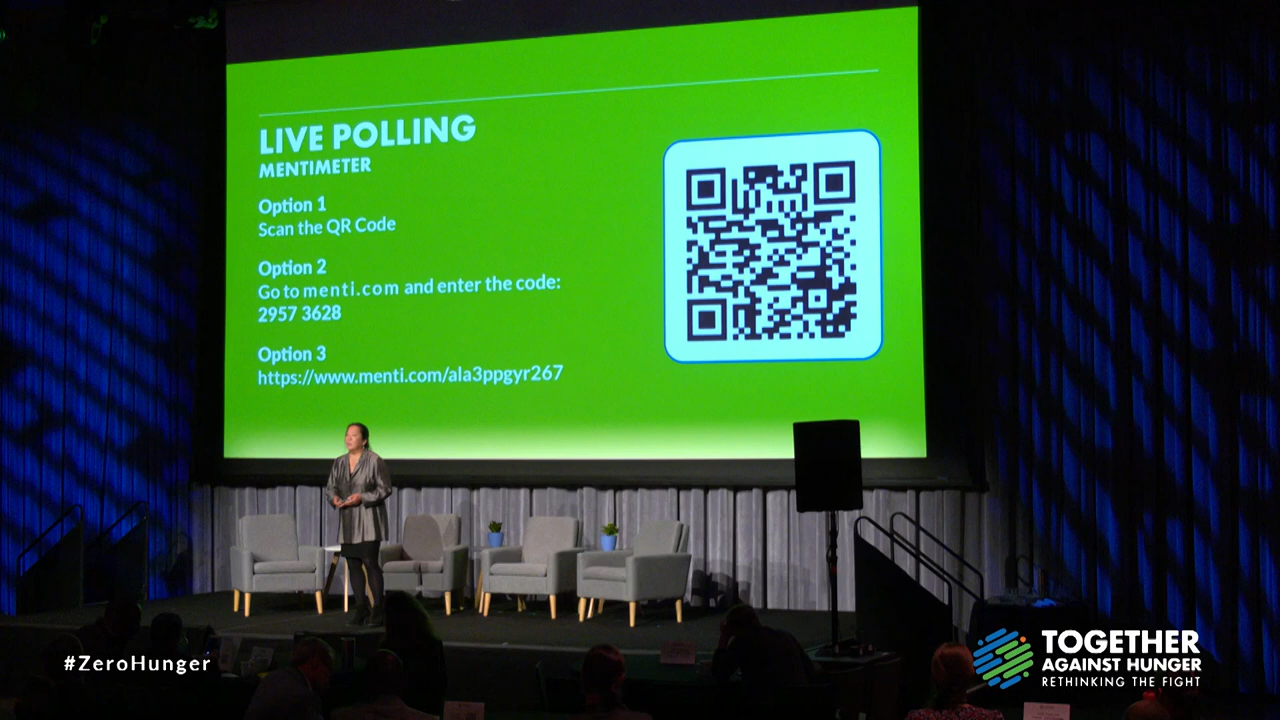 LIVE POLLING
MENTIMETER
Option 1
Scan the QR Code
Option 2
Go to menti.com and enter the code:
2957 3628
Option 3
https://www.menti.com/ala3ppgyr267
#ZeroHunger
TOGETHER
AGAINST HUNGER
RETHINKING THE FIGHT